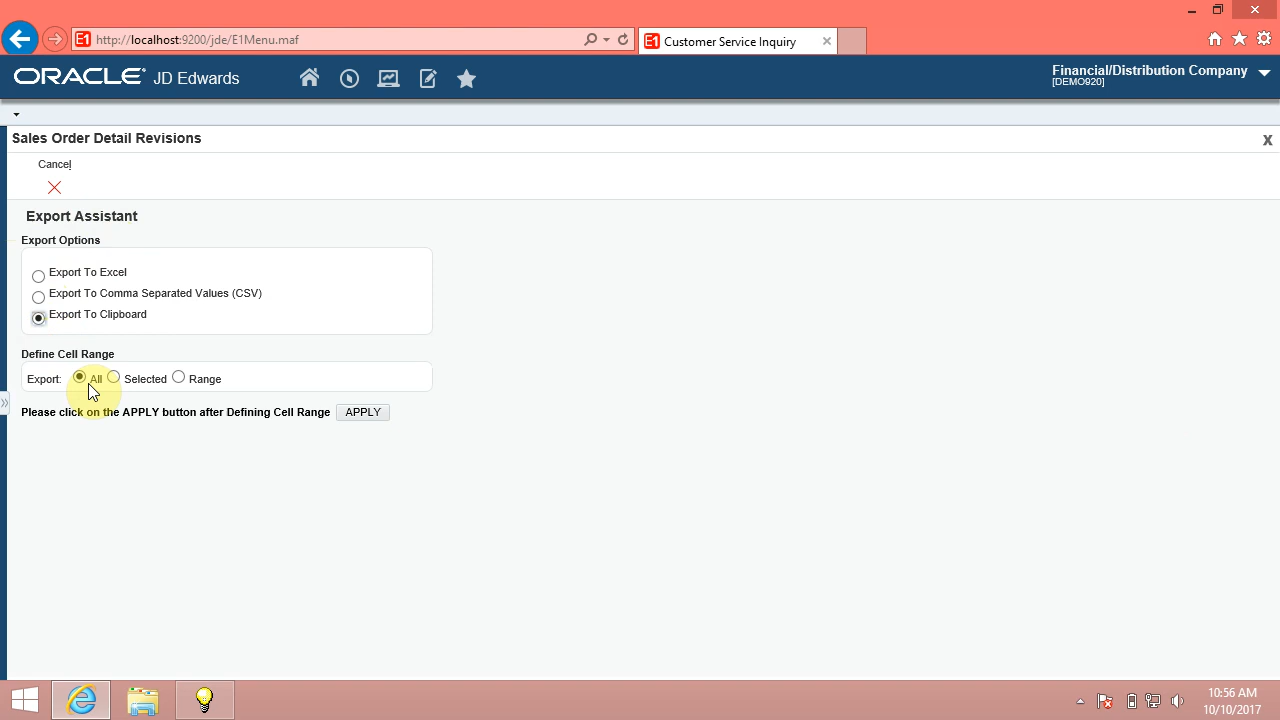 http://localhost:9200/jde/E1Menu.maf
E1 Customer Service Inquiry
ORACLE JD Edwards
Financial/Distribution Company
[DEMO920]
Sales Order Detail Revisions
X
Cancel
Export Assistant
Export Options
Export To Excel
Export To Comma Separated Values (CSV)
Export To Clipboard
Define Cell Range
Export: All Selected Range
Please click on the APPLY button after Defining Cell Range APPLY
10:56 AM
10/10/2017